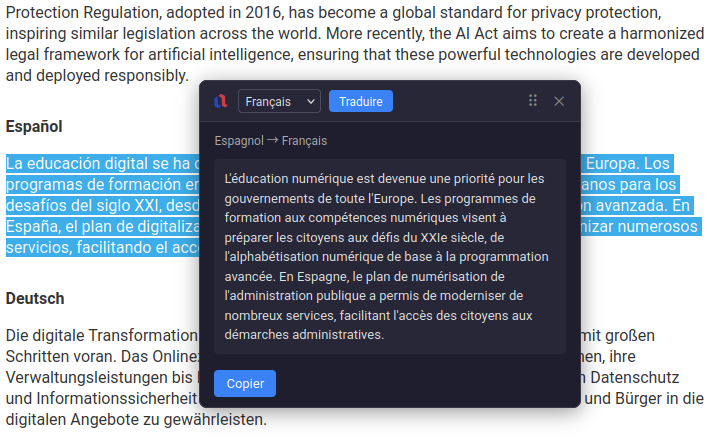 Protection Regulation, adopted in 2016, has become a global standard for privacy protection,
inspiring similar legislation across the world. More recently, the AI Act aims to create a harmonized
legal framework for artificial intelligence, ensuring that these powerful technologies are developed
and deployed responsibly.
Español
La educación digital se ha
Europa. Los
programas de formación
anos para los
desafíos del siglo XXI,
avanzada. En
España, el plan de
numerosos
servicios, facilitando el
Français
Traduire
Espagnol → Français
L'éducation numérique est devenue une priorité pour les
gouvernements de toute l'Europe. Les programmes de
formation aux compétences numériques visent à
préparer les citoyens aux défis du XXIe siècle, de
l'alphabétisation numérique de base à la programmation
avancée. En Espagne, le plan de numérisation de
l'administration publique a permis de moderniser de
nombreux services, facilitant l'accès des citoyens aux
démarches administratives.
Copier
Deutsch
Die digitale Transformation
mit großen
Schritten voran. Das
ihre
Verwaltungsleistungen bis
Datenschutz
und Informationssicherheit
und Bürger in die
digitalen Angebote zu gewährleisten.